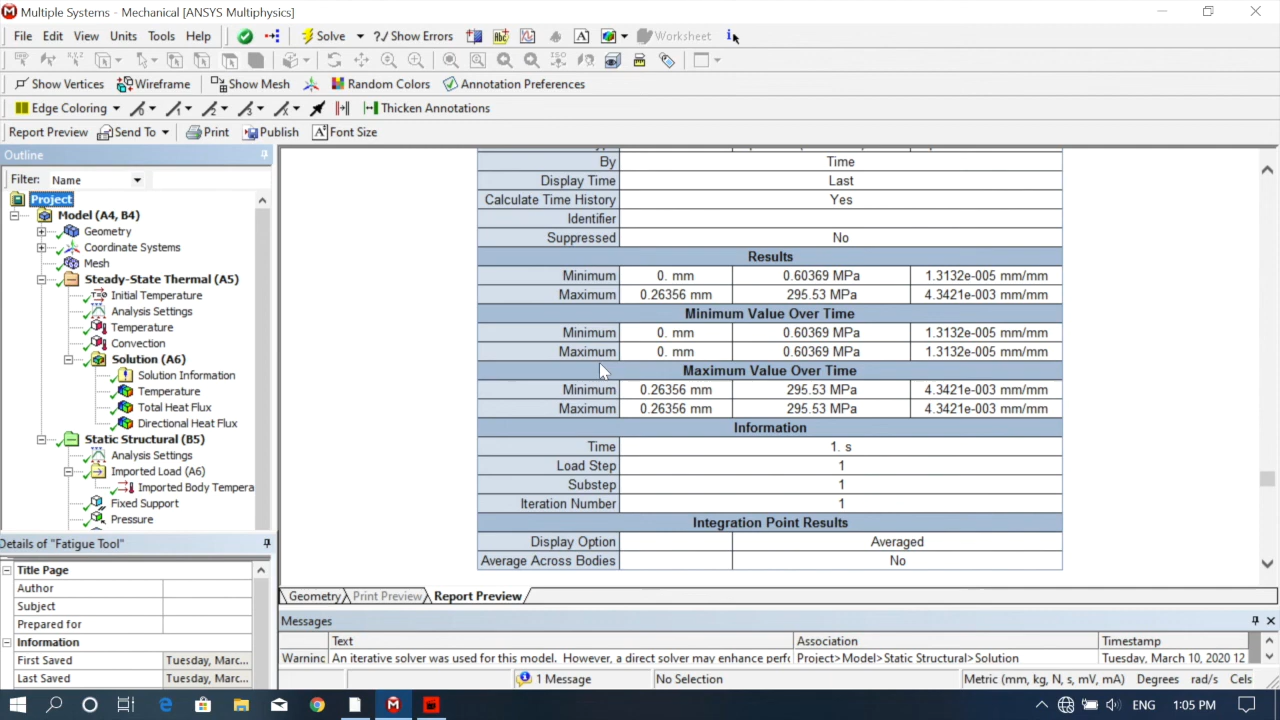 Multiple Systems - Mechanical [ANSYS Multiphysics]
File Edit View Units Tools Help Solve ?/ Show Errors Worksheet
Show Vertices Wireframe Show Mesh Random Colors Annotation Preferences
Edge Coloring Thicken Annotations
Report Preview Send To Print Publish Font Size
Outline
Filter: Name
Project
Model (A4, B4)
Geometry
Coordinate Systems
Mesh
Steady-State Thermal (A5)
Initial Temperature
Analysis Settings
Temperature
Convection
Solution (A6)
Solution Information
Temperature
Total Heat Flux
Directional Heat Flux
Static Structural (B5)
Analysis Settings
Imported Load (A6)
Imported Body Tempera
Fixed Support
Pressure
Details of "Fatigue Tool"
Title Page
Author
Subject
Prepared for
Information
First Saved Tuesday, Marc...
Last Saved Tuesday, Marc...
By Time
Display Time Last
Calculate Time History Yes
Identifier
Suppressed No
Results
Minimum 0. mm 0.60369 MPa 1.3132e-005 mm/mm
Maximum 0.26356 mm 295.53 MPa 4.3421e-003 mm/mm
Minimum Value Over Time
Minimum 0. mm 0.60369 MPa 1.3132e-005 mm/mm
Maximum 0. mm 0.60369 MPa 1.3132e-005 mm/mm
Maximum Value Over Time
Minimum 0.26356 mm 295.53 MPa 4.3421e-003 mm/mm
Maximum 0.26356 mm 295.53 MPa 4.3421e-003 mm/mm
Information
Time 1. s
Load Step 1
Substep 1
Iteration Number 1
Integration Point Results
Display Option Averaged
Average Across Bodies No
Geometry Print Preview Report Preview
Messages
Text Association Timestamp
Warninc An iterative solver was used for this model. However, a direct solver may enhance perfo Project>Model>Static Structural>Solution Tuesday, March 10, 2020 12
1 Message No Selection Metric (mm, kg, N, s, mV, mA) Degrees rad/s Cels
ENG 1:05 PM